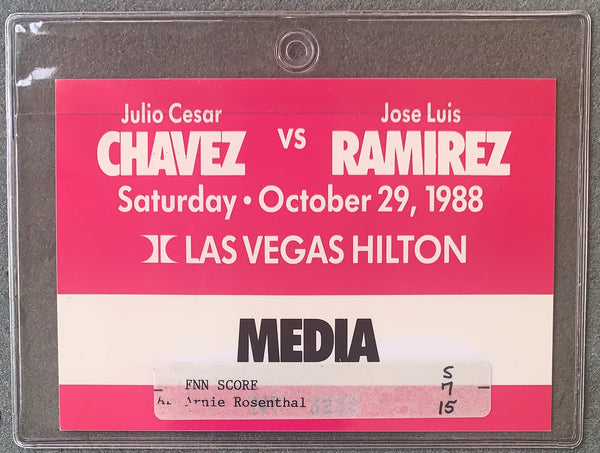 Julio Cesar
CHAVEZ
vs
Jose Luis
RAMIREZ
Saturday • October 29, 1988
LAS VEGAS HILTON
MEDIA
FNN SCORE
Arnie Rosenthal
S
7
15